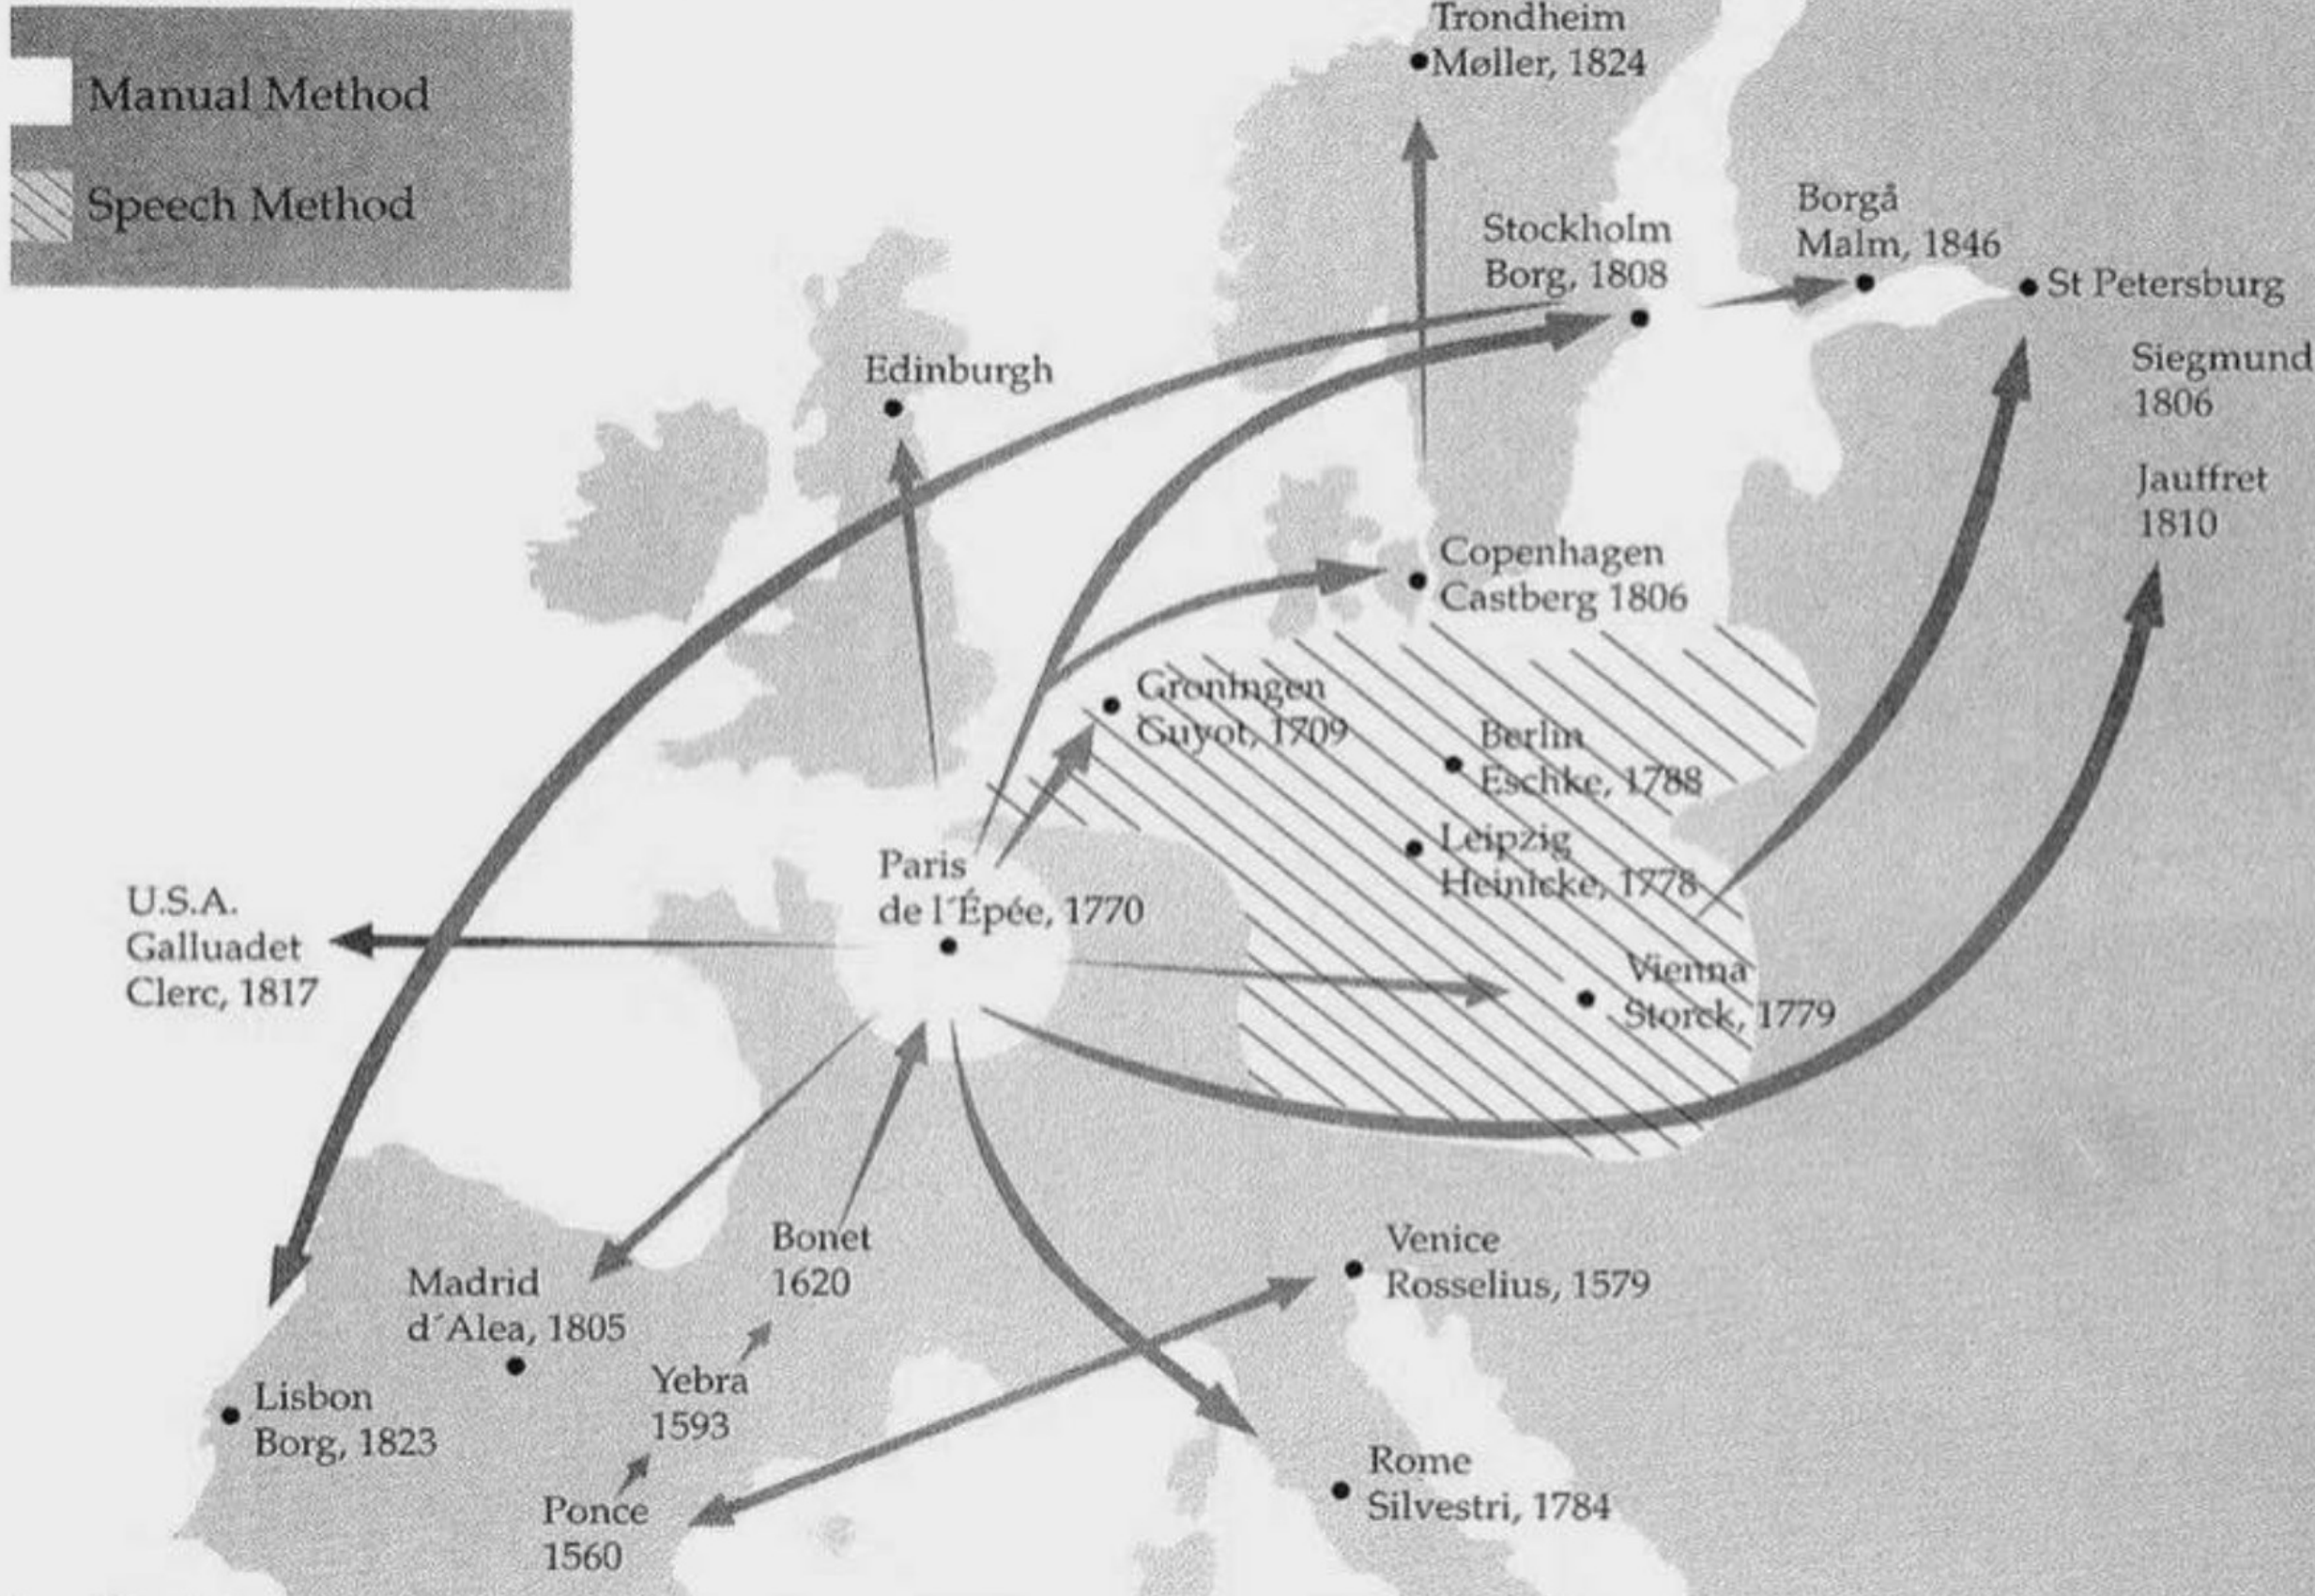 Manual Method
Speech Method
Trondheim
Møller, 1824
Stockholm
Borg, 1808
Borgå
Malm, 1846
St Petersburg
Siegmund
1806
Jauffret
1810
Edinburgh
Copenhagen
Castberg 1806
Groningen
Guyot, 1709
Berlin
Eschke, 1788
Leipzig
Heinicke, 1778
Paris
de l´Épée, 1770
U.S.A.
Galluadet
Clerc, 1817
Vienna
Storck, 1779
Bonet
1620
Madrid
d´Alea, 1805
Venice
Rosselius, 1579
Yebra
1593
Lisbon
Borg, 1823
Rome
Silvestri, 1784
Ponce
1560